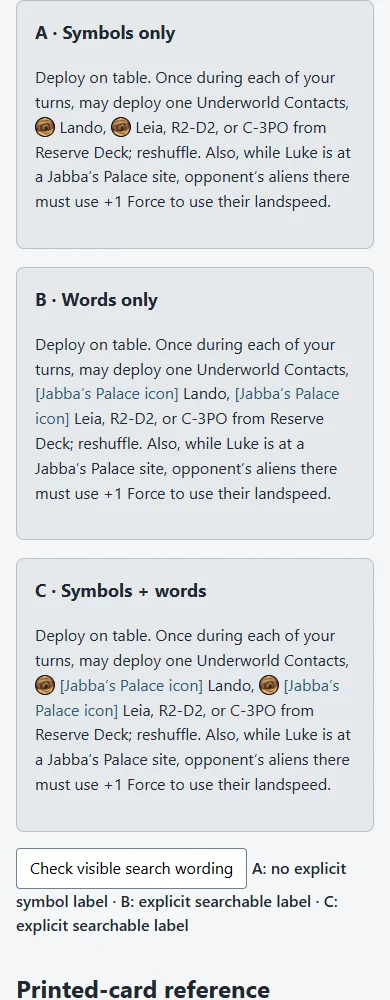 A · Symbols only
Deploy on table. Once during each of your
turns, may deploy one Underworld Contacts,
Lando, Leia, R2-D2, or C-3PO from
Reserve Deck; reshuffle. Also, while Luke is at
a Jabba’s Palace site, opponent’s aliens there
must use +1 Force to use their landspeed.
B · Words only
Deploy on table. Once during each of your
turns, may deploy one Underworld Contacts,
[Jabba’s Palace icon] Lando, [Jabba’s Palace
icon] Leia, R2-D2, or C-3PO from Reserve
Deck; reshuffle. Also, while Luke is at a
Jabba’s Palace site, opponent’s aliens there
must use +1 Force to use their landspeed.
C · Symbols + words
Deploy on table. Once during each of your
turns, may deploy one Underworld Contacts,
[Jabba’s Palace icon] Lando, [Jabba’s
Palace icon] Leia, R2-D2, or C-3PO from
Reserve Deck; reshuffle. Also, while Luke is at
a Jabba’s Palace site, opponent’s aliens there
must use +1 Force to use their landspeed.
Check visible search wording A: no explicit
symbol label · B: explicit searchable label · C:
explicit searchable label
Printed-card reference